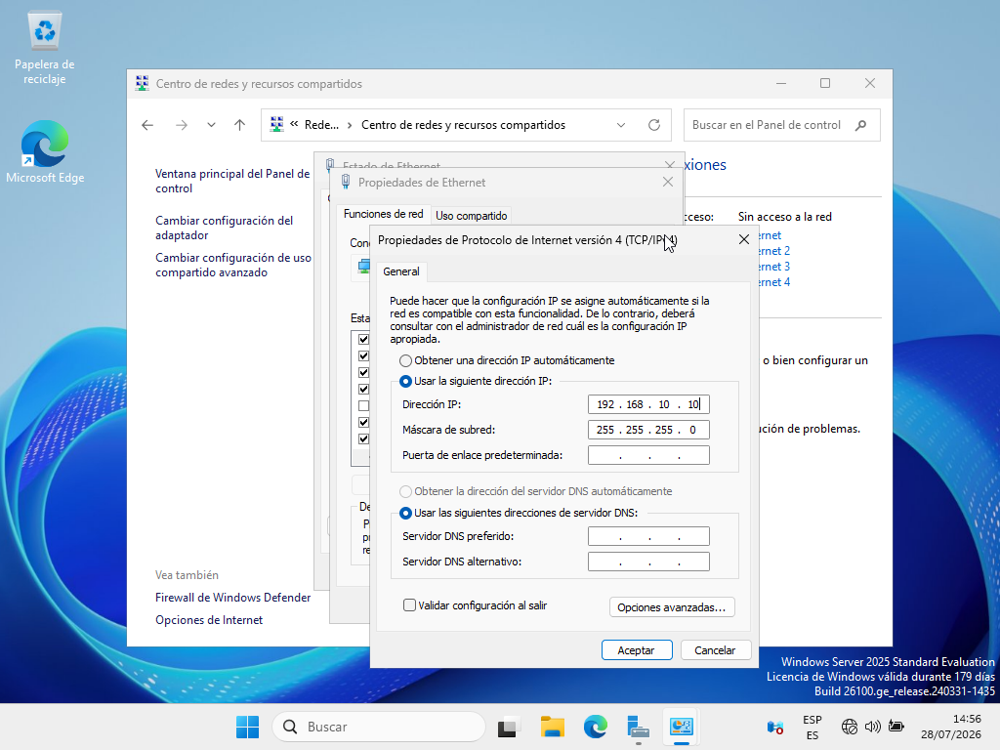 Papelera de
reciclaje
Microsoft Edge
Centro de redes y recursos compartidos
« Rede... › Centro de redes y recursos compartidos
Buscar en el Panel de control
Ventana principal del Panel de
control
Cambiar configuración del
adaptador
Cambiar configuración de uso
compartido avanzado
Vea también
Firewall de Windows Defender
Opciones de Internet
xiones
Sin acceso a la red
ernet
ernet 2
ernet 3
ernet 4
o bien configurar un
ución de problemas.
Estado de Ethernet
Propiedades de Ethernet
Funciones de red
Uso compartido
Propiedades de Protocolo de Internet versión 4 (TCP/IPv4)
General
Puede hacer que la configuración IP se asigne automáticamente si la
red es compatible con esta funcionalidad. De lo contrario, deberá
consultar con el administrador de red cuál es la configuración IP
apropiada.
Obtener una dirección IP automáticamente
Usar la siguiente dirección IP:
Dirección IP: 192 . 168 . 10 . 10
Máscara de subred: 255 . 255 . 255 . 0
Puerta de enlace predeterminada: . . .
Obtener la dirección del servidor DNS automáticamente
Usar las siguientes direcciones de servidor DNS:
Servidor DNS preferido: . . .
Servidor DNS alternativo: . . .
Validar configuración al salir
Opciones avanzadas...
Aceptar
Cancelar
Windows Server 2025 Standard Evaluation
Licencia de Windows válida durante 179 días
Build 26100.ge_release.240331-1435
Buscar
ESP
ES
14:56
28/07/2026